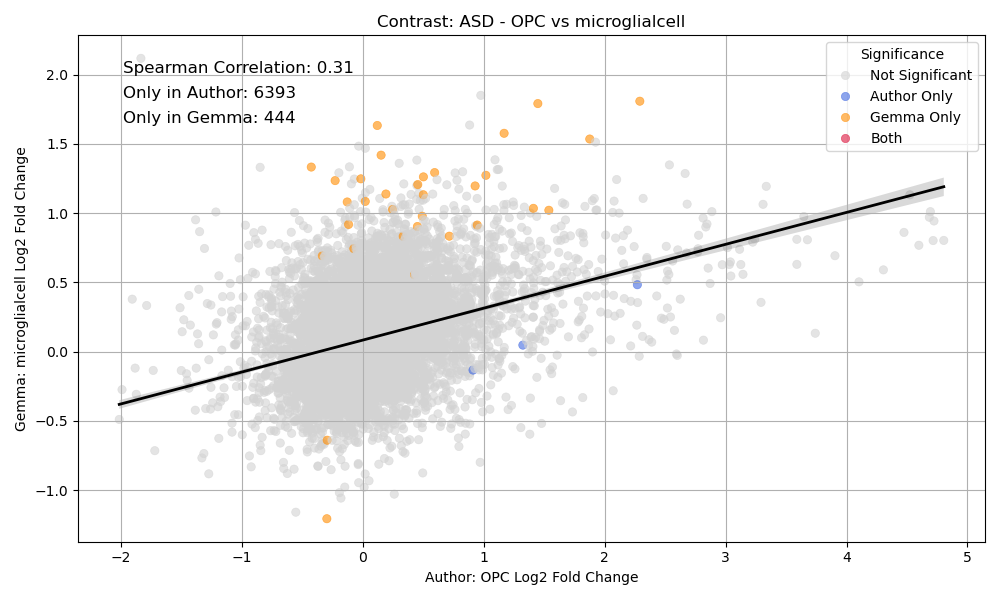 Contrast: ASD - OPC vs microglialcell
Spearman Correlation: 0.31
Only in Author: 6393
Only in Gemma: 444
Significance
Not Significant
Author Only
Gemma Only
Both
Gemma: microglialcell Log2 Fold Change
2.0
1.5
1.0
0.5
0.0
−0.5
−1.0
−2
−1
0
1
2
3
4
5
Author: OPC Log2 Fold Change